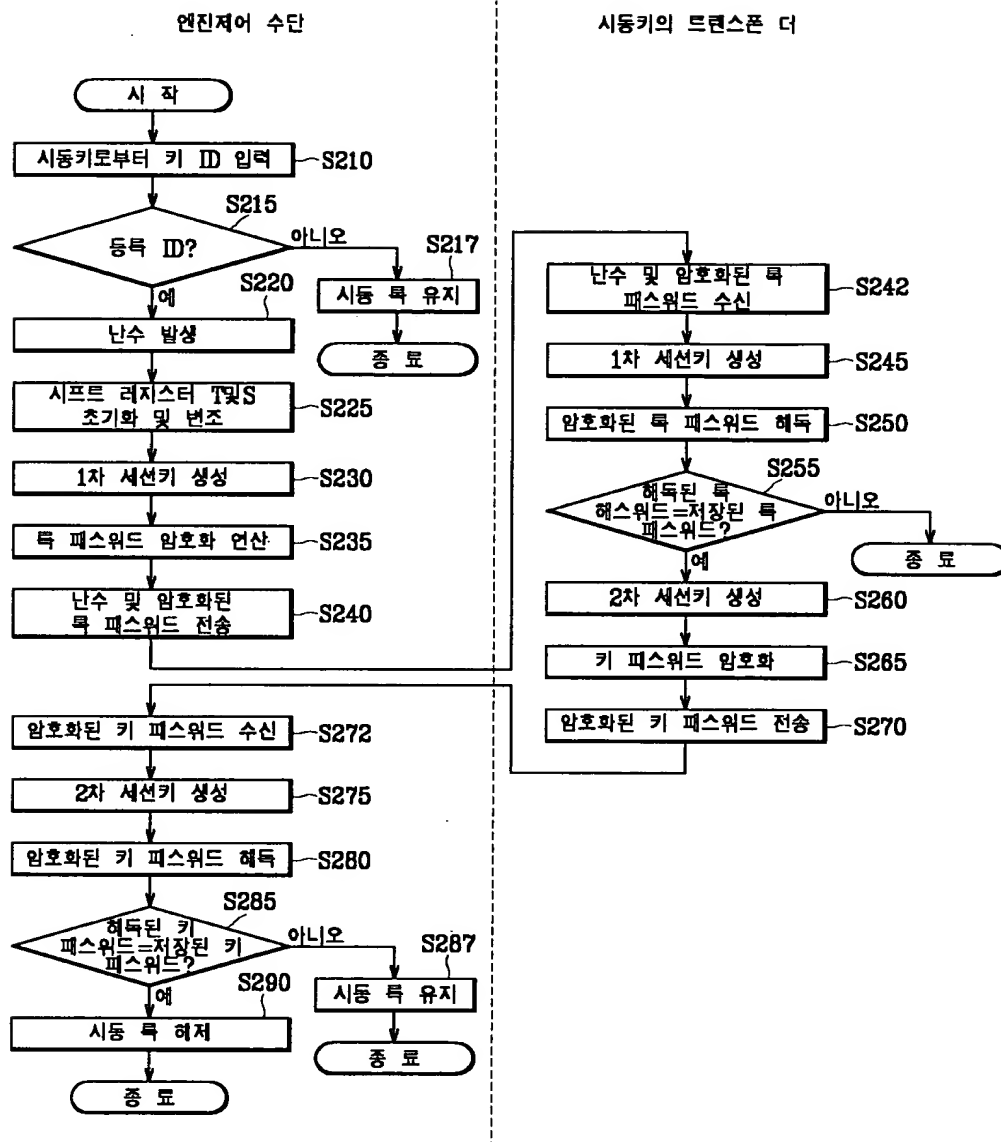 엔진제어 수단
시동키의 트랜스폰 더
시 작
시동키로부터 키 ID 입력
S210
S215
등록 ID?
아니오
예
S217
시동 록 유지
종 료
S220
난수 발생
시프트 레지스터 T및S
초기화 및 변조
S225
1차 세션키 생성
S230
록 패스워드 암호화 연산
S235
난수 및 암호화된
록 패스워드 전송
S240
난수 및 암호화된 록
패스워드 수신
S242
1차 세션키 생성
S245
암호화된 록 패스워드 해독
S250
S255
해독된 록
해스워드=저장된 록
패스워드?
아니오
종 료
예
2차 세션키 생성
S260
키 패스워드 암호화
S265
암호화된 키 패스워드 전송
S270
암호화된 키 패스워드 수신
S272
2차 세션키 생성
S275
암호화된 키 패스워드 해독
S280
S285
해독된 키
패스워드=저장된 키
패스워드?
아니오
예
S287
시동 록 유지
종 료
S290
시동 록 해제
종 료